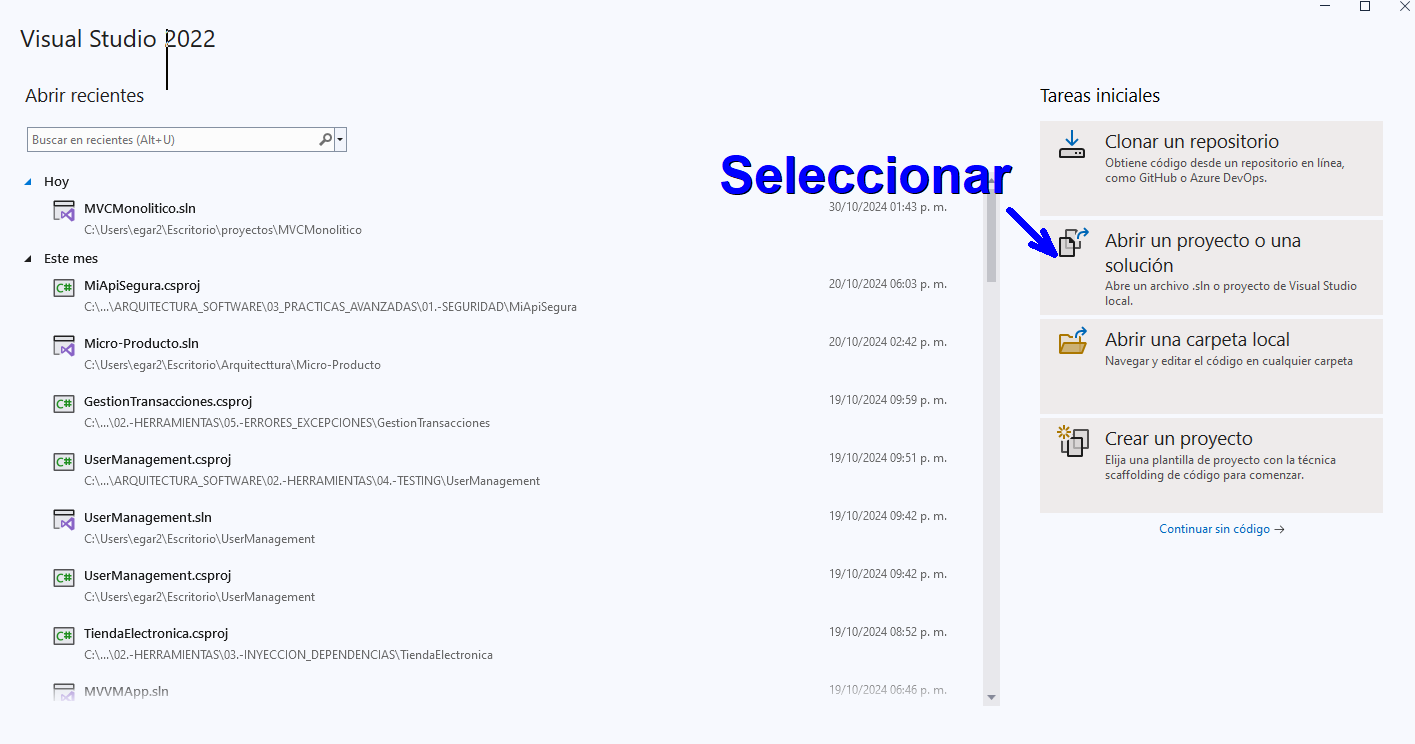 Visual Studio 2022
Abrir recientes
Buscar en recientes (Alt+U)
Hoy
MVCMonolitico.sln
30/10/2024 01:43 p. m.
C:\Users\egar2\Escritorio\proyectos\MVCMonolitico
Este mes
MiApiSegura.csproj
20/10/2024 06:03 p. m.
C:\...\ARQUITECTURA_SOFTWARE\03_PRACTICAS_AVANZADAS\01.-SEGURIDAD\MiApiSegura
Micro-Producto.sln
20/10/2024 02:42 p. m.
C:\Users\egar2\Escritorio\Arquitecttura\Micro-Producto
GestionTransacciones.csproj
19/10/2024 09:59 p. m.
C:\...\02.-HERRAMIENTAS\05.-ERRORES_EXCEPCIONES\GestionTransacciones
UserManagement.csproj
19/10/2024 09:51 p. m.
C:\...\ARQUITECTURA_SOFTWARE\02.-HERRAMIENTAS\04.-TESTING\UserManagement
UserManagement.sln
19/10/2024 09:42 p. m.
C:\Users\egar2\Escritorio\UserManagement
UserManagement.csproj
19/10/2024 09:42 p. m.
C:\Users\egar2\Escritorio\UserManagement
TiendaElectronica.csproj
19/10/2024 08:52 p. m.
C:\...\02.-HERRAMIENTAS\03.-INYECCION_DEPENDENCIAS\TiendaElectronica
MVVMApp.sln
19/10/2024 06:46 p. m.
Seleccionar
Tareas iniciales
Clonar un repositorio
Obtiene código desde un repositorio en línea,
como GitHub o Azure DevOps.
Abrir un proyecto o una
solución
Abre un archivo .sln o proyecto de Visual Studio
local.
Abrir una carpeta local
Navegar y editar el código en cualquier carpeta
Crear un proyecto
Elija una plantilla de proyecto con la técnica
scaffolding de código para comenzar.
Continuar sin código →